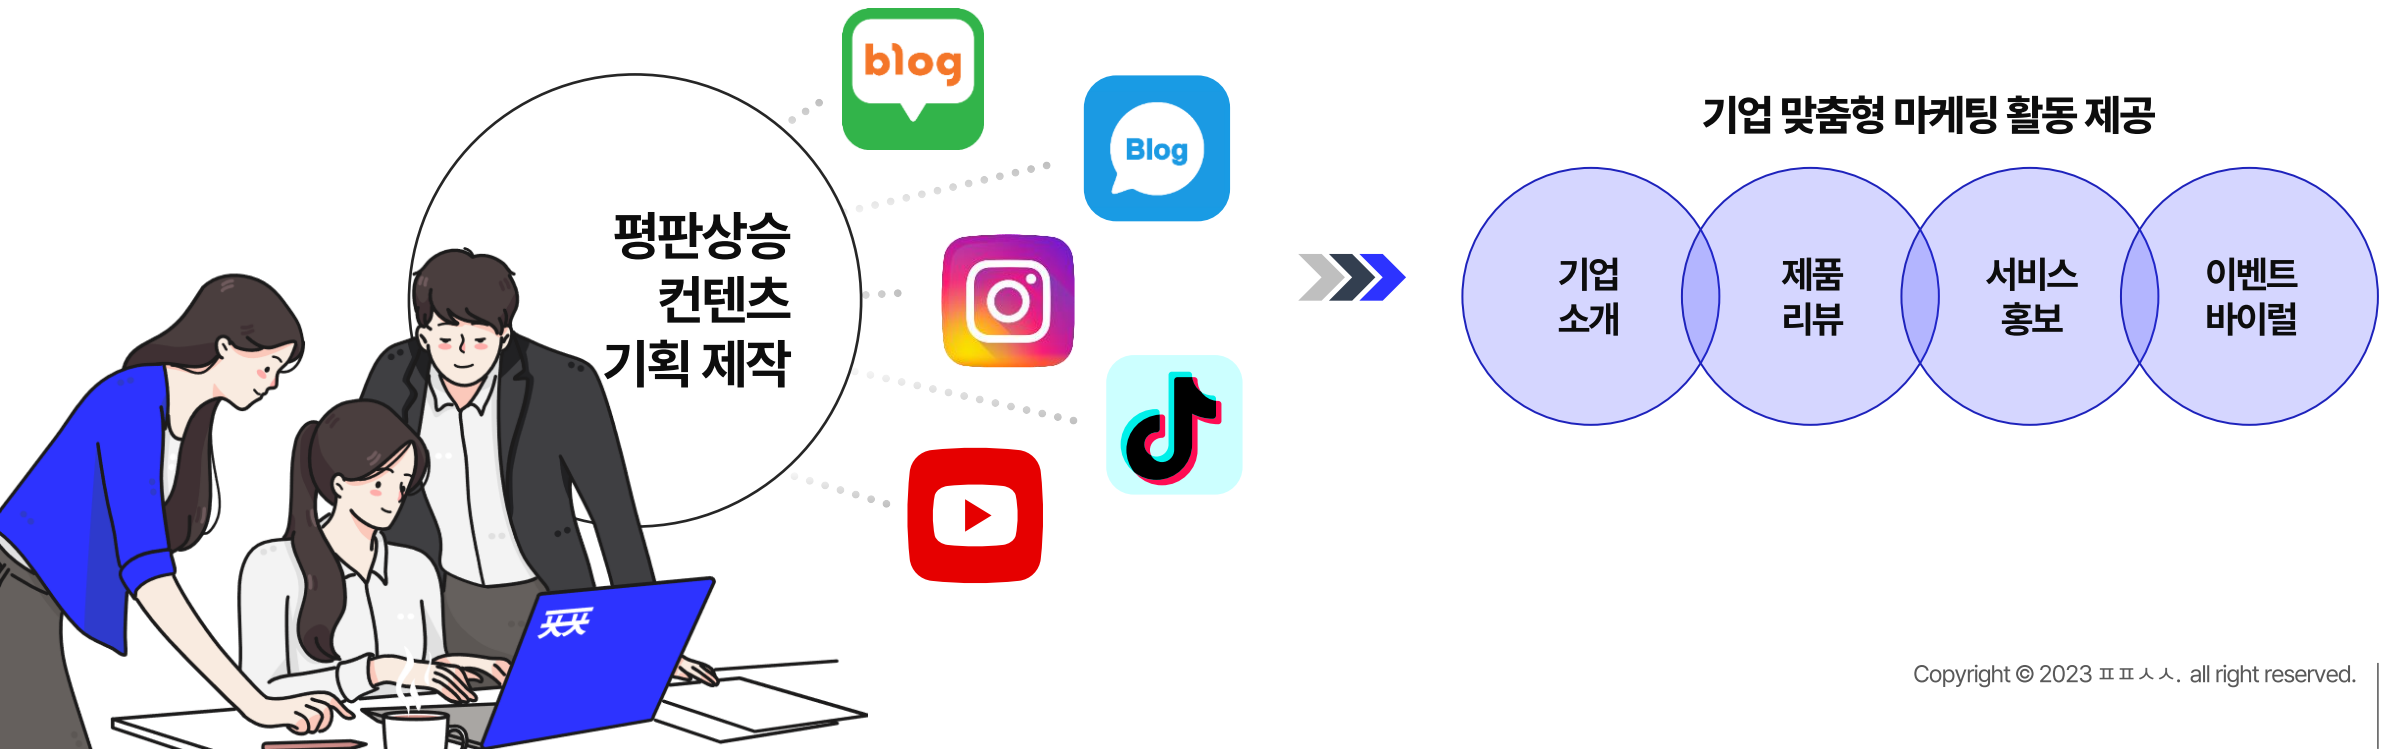 평판상승
컨텐츠
기획 제작
blog
Blog
기업 맞춤형 마케팅 활동 제공
기업
소개
제품
리뷰
서비스
홍보
이벤트
바이럴
Copyright © 2023 ㅍㅍㅅㅅ. all right reserved.